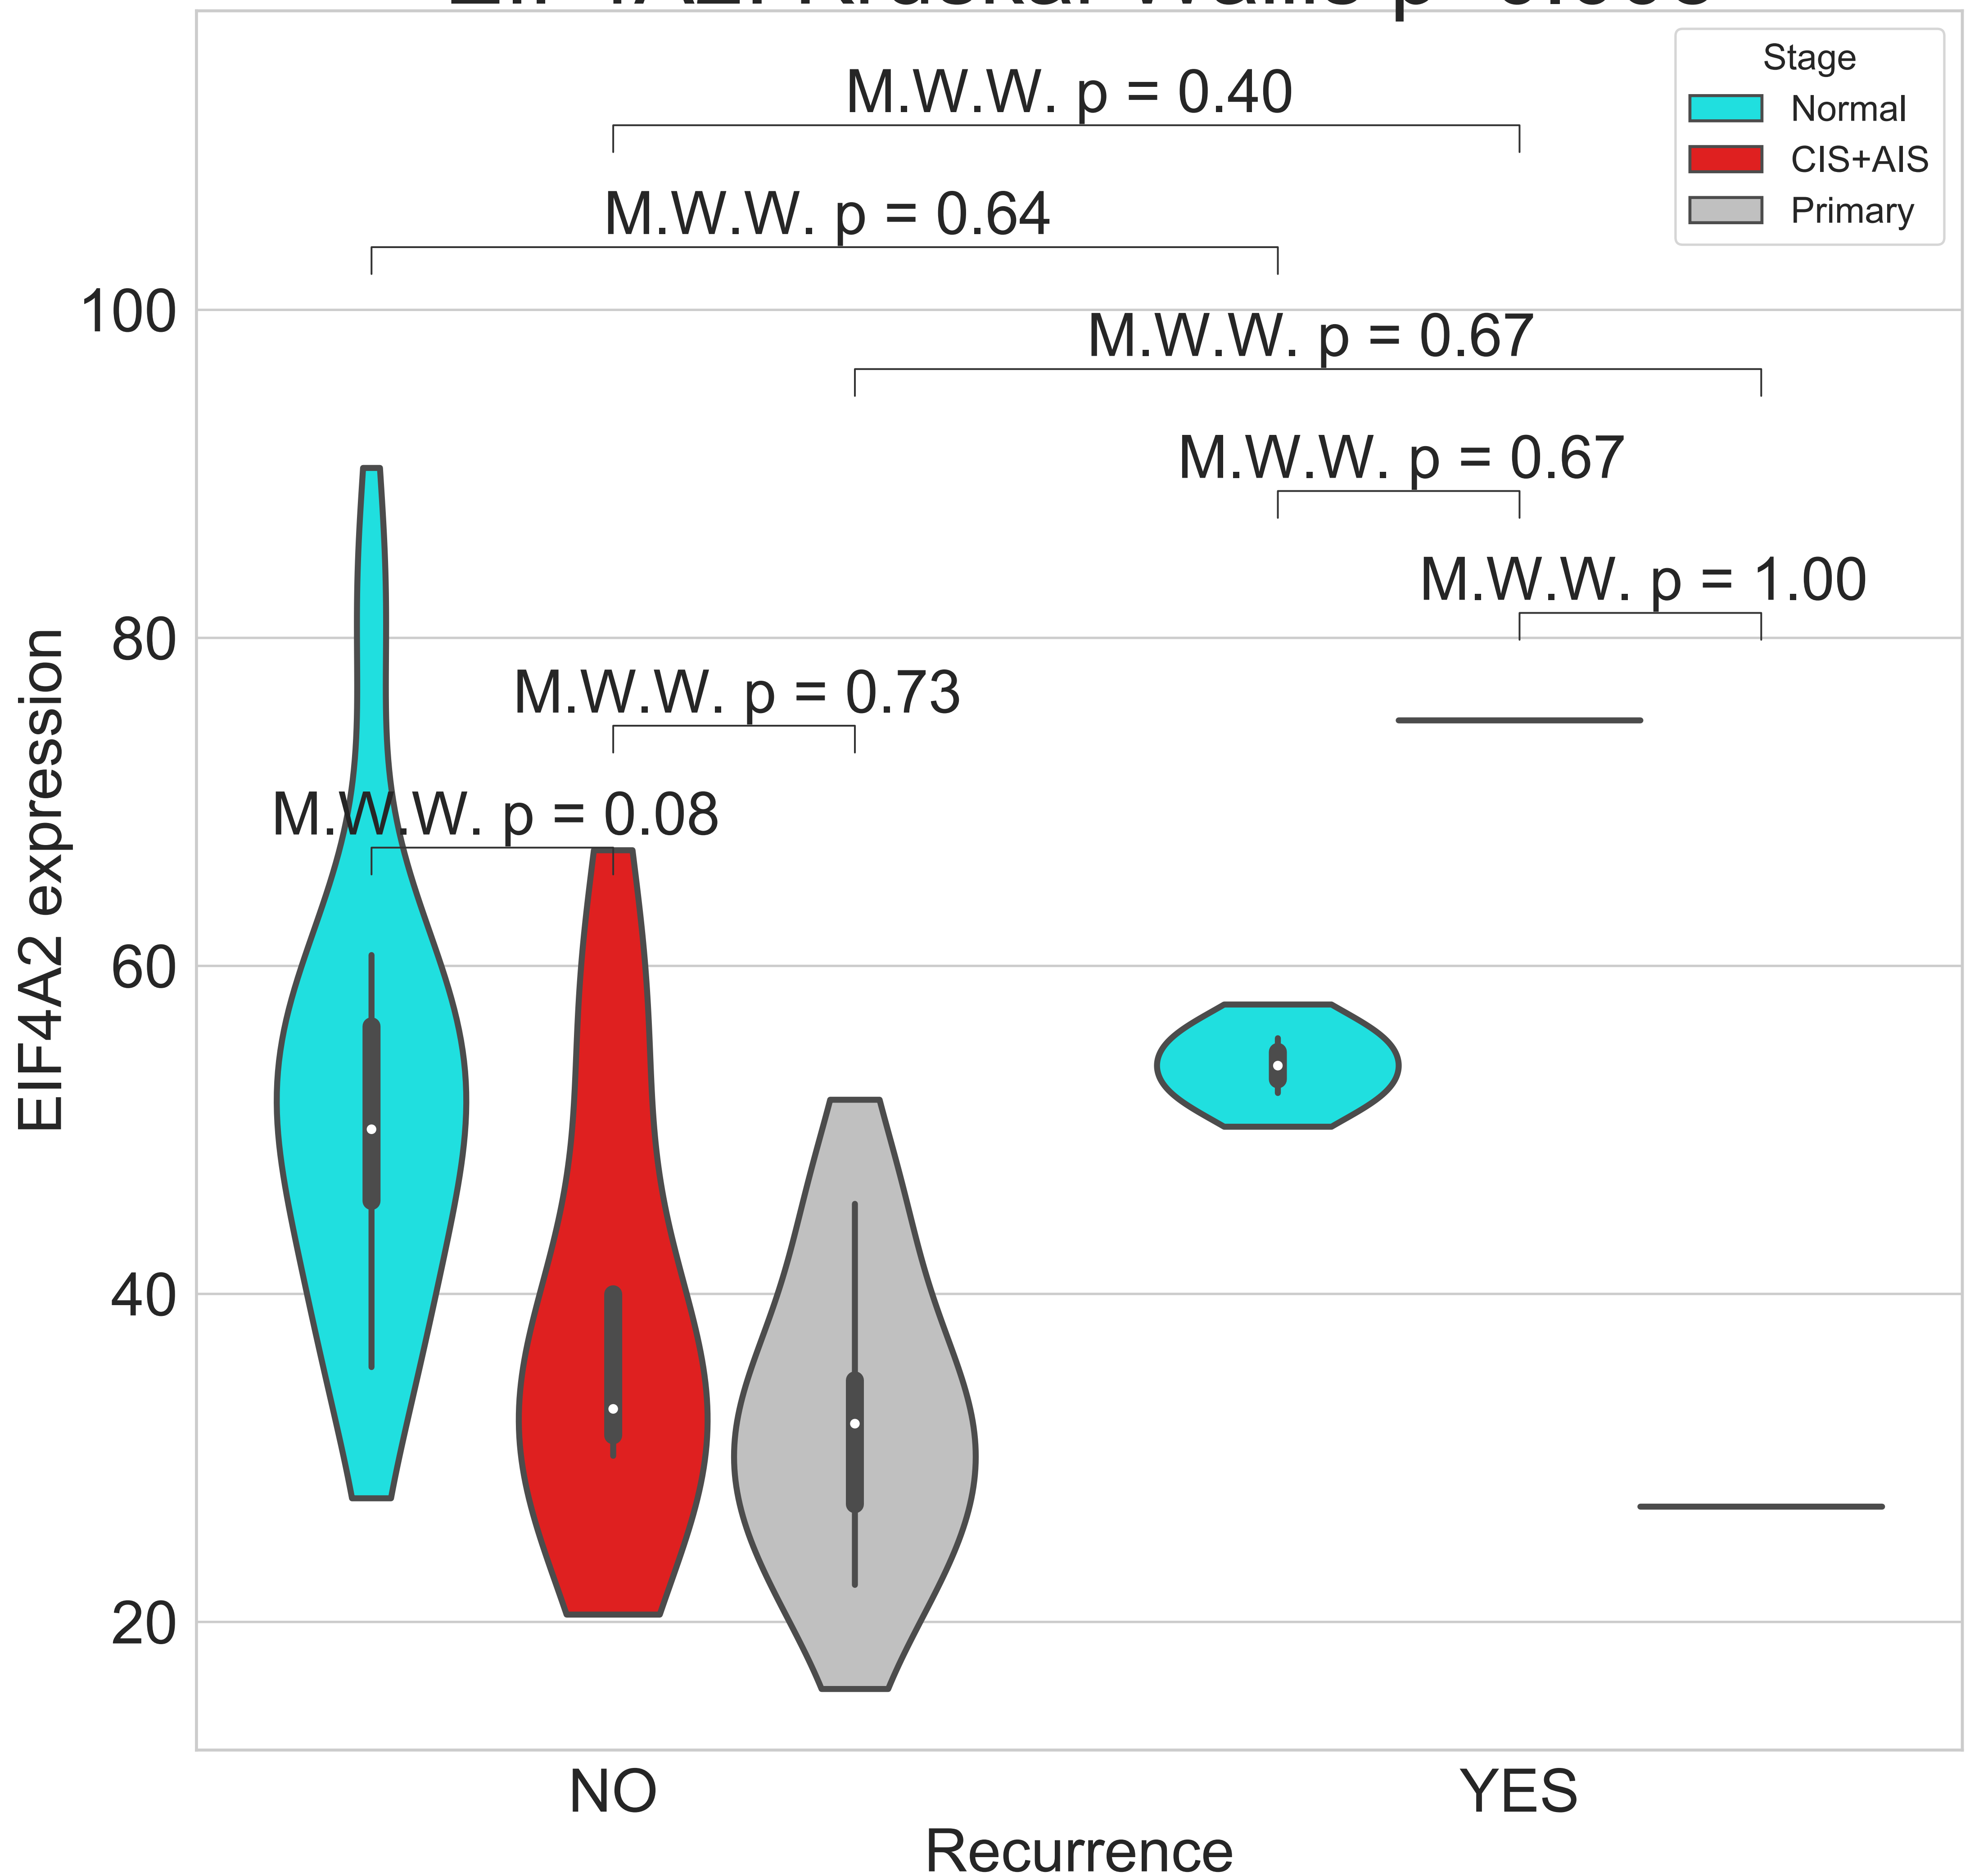 Stage
Normal
CIS+AIS
Primary
M.W.W. p = 0.40
M.W.W. p = 0.64
M.W.W. p = 0.67
M.W.W. p = 0.67
M.W.W. p = 1.00
M.W.W. p = 0.73
M.W.W. p = 0.08
100
80
60
40
20
EIF4A2 expression
NO
YES
Recurrence